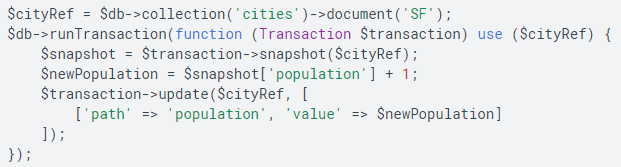 $cityRef = $db->collection('cities')->document('SF');
$db->runTransaction(function (Transaction $transaction) use ($cityRef) {
    $snapshot = $transaction->snapshot($cityRef);
    $newPopulation = $snapshot['population'] + 1;
    $transaction->update($cityRef, [
        ['path' => 'population', 'value' => $newPopulation]
    ]);
});